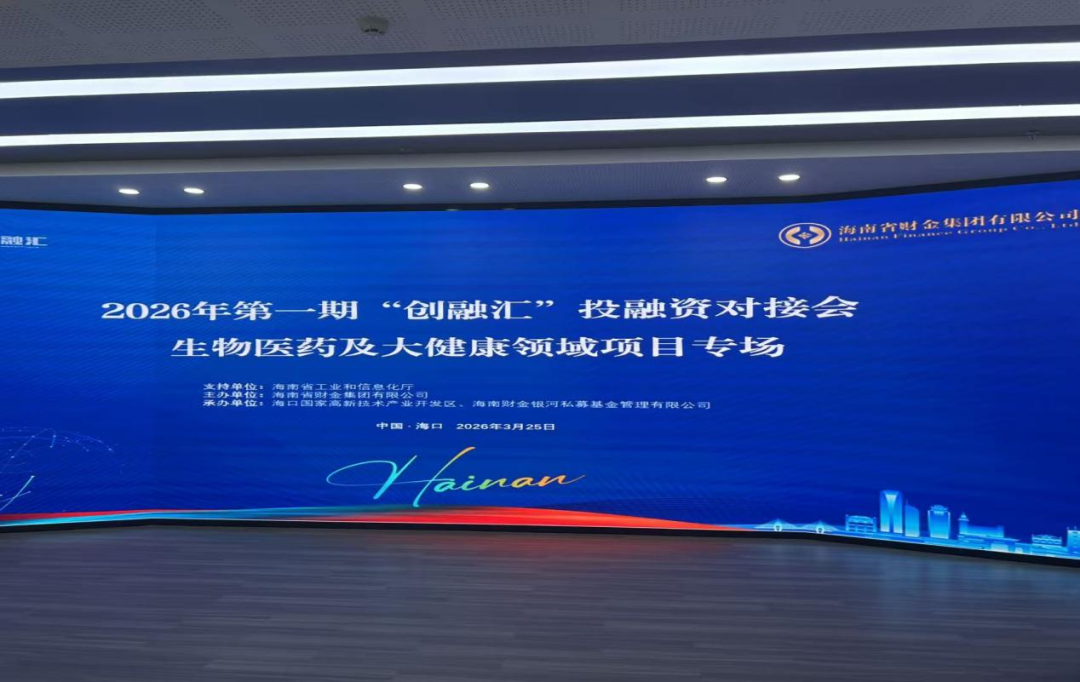 融汇
海南省财金集团有限公司
Hainan Finance Group Co., Ltd
2026年第一期“创融汇”投融资对接会
生物医药及大健康领域项目专场
支持单位：海南省工业和信息化厅
主办单位：海南省财金集团有限公司
承办单位：海口国家高新技术产业开发区、海南财金银河私募基金管理有限公司
中国·海口 2026年3月25日
Hainan